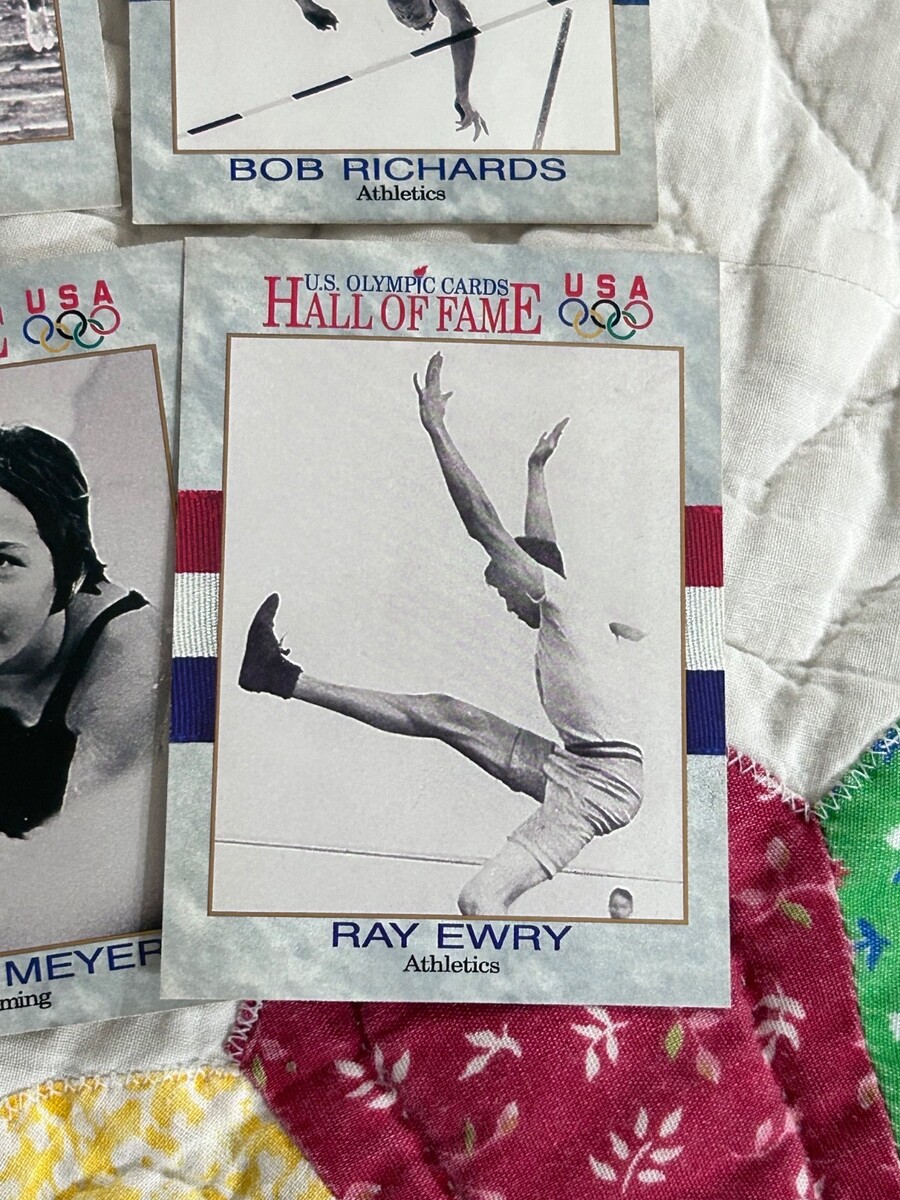 BOB RICHARDS
Athletics
USA
U.S. OLYMPIC CARDS
HALL OF FAME
USA
MEYER
ming
RAY EWRY
Athletics